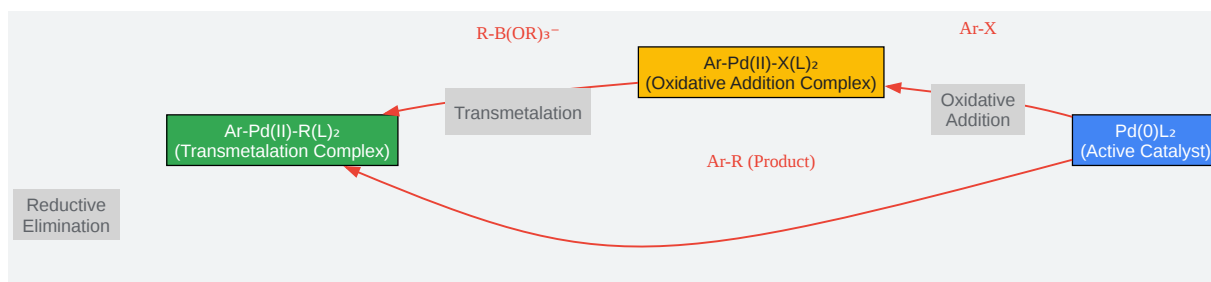 R-B(OR)₃⁻
Ar-X
Ar-Pd(II)-X(L)₂
(Oxidative Addition Complex)
Oxidative
Addition
Transmetalation
Ar-Pd(II)-R(L)₂
(Transmetalation Complex)
Pd(0)L₂
(Active Catalyst)
Ar-R (Product)
Reductive
Elimination